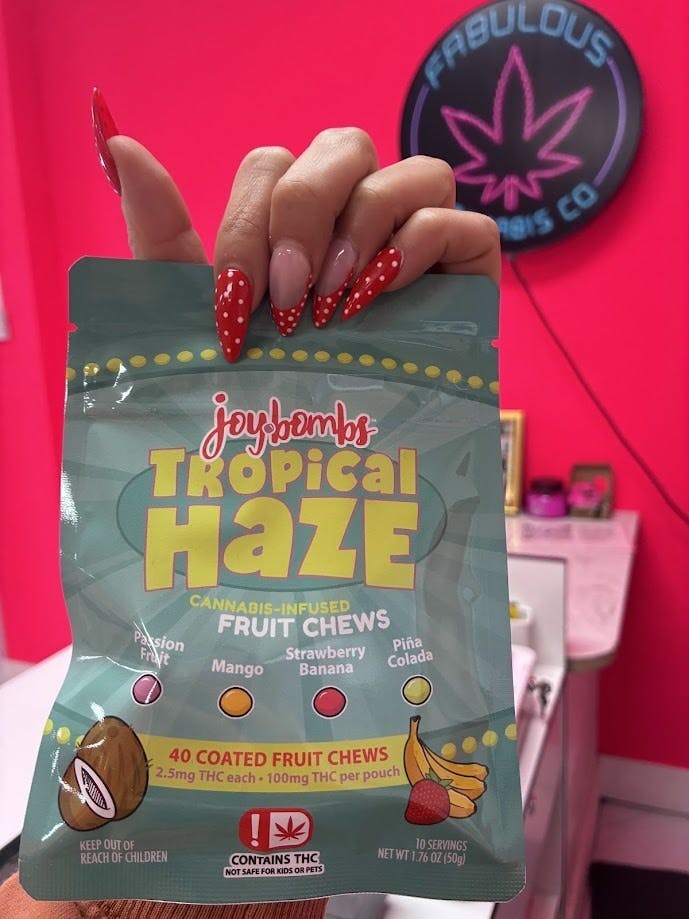 FABULOUS
CO
joy·bombs
TROPICAL
HAZE
CANNABIS-INFUSED
FRUIT CHEWS
Passion
Fruit
Mango
Strawberry
Banana
Piña
Colada
40 COATED FRUIT CHEWS
2.5mg THC each • 100mg THC per pouch
KEEP OUT OF
REACH OF CHILDREN
!
CONTAINS THC
NOT SAFE FOR KIDS OR PETS
10 SERVINGS
NET WT 1.76 OZ (50g)